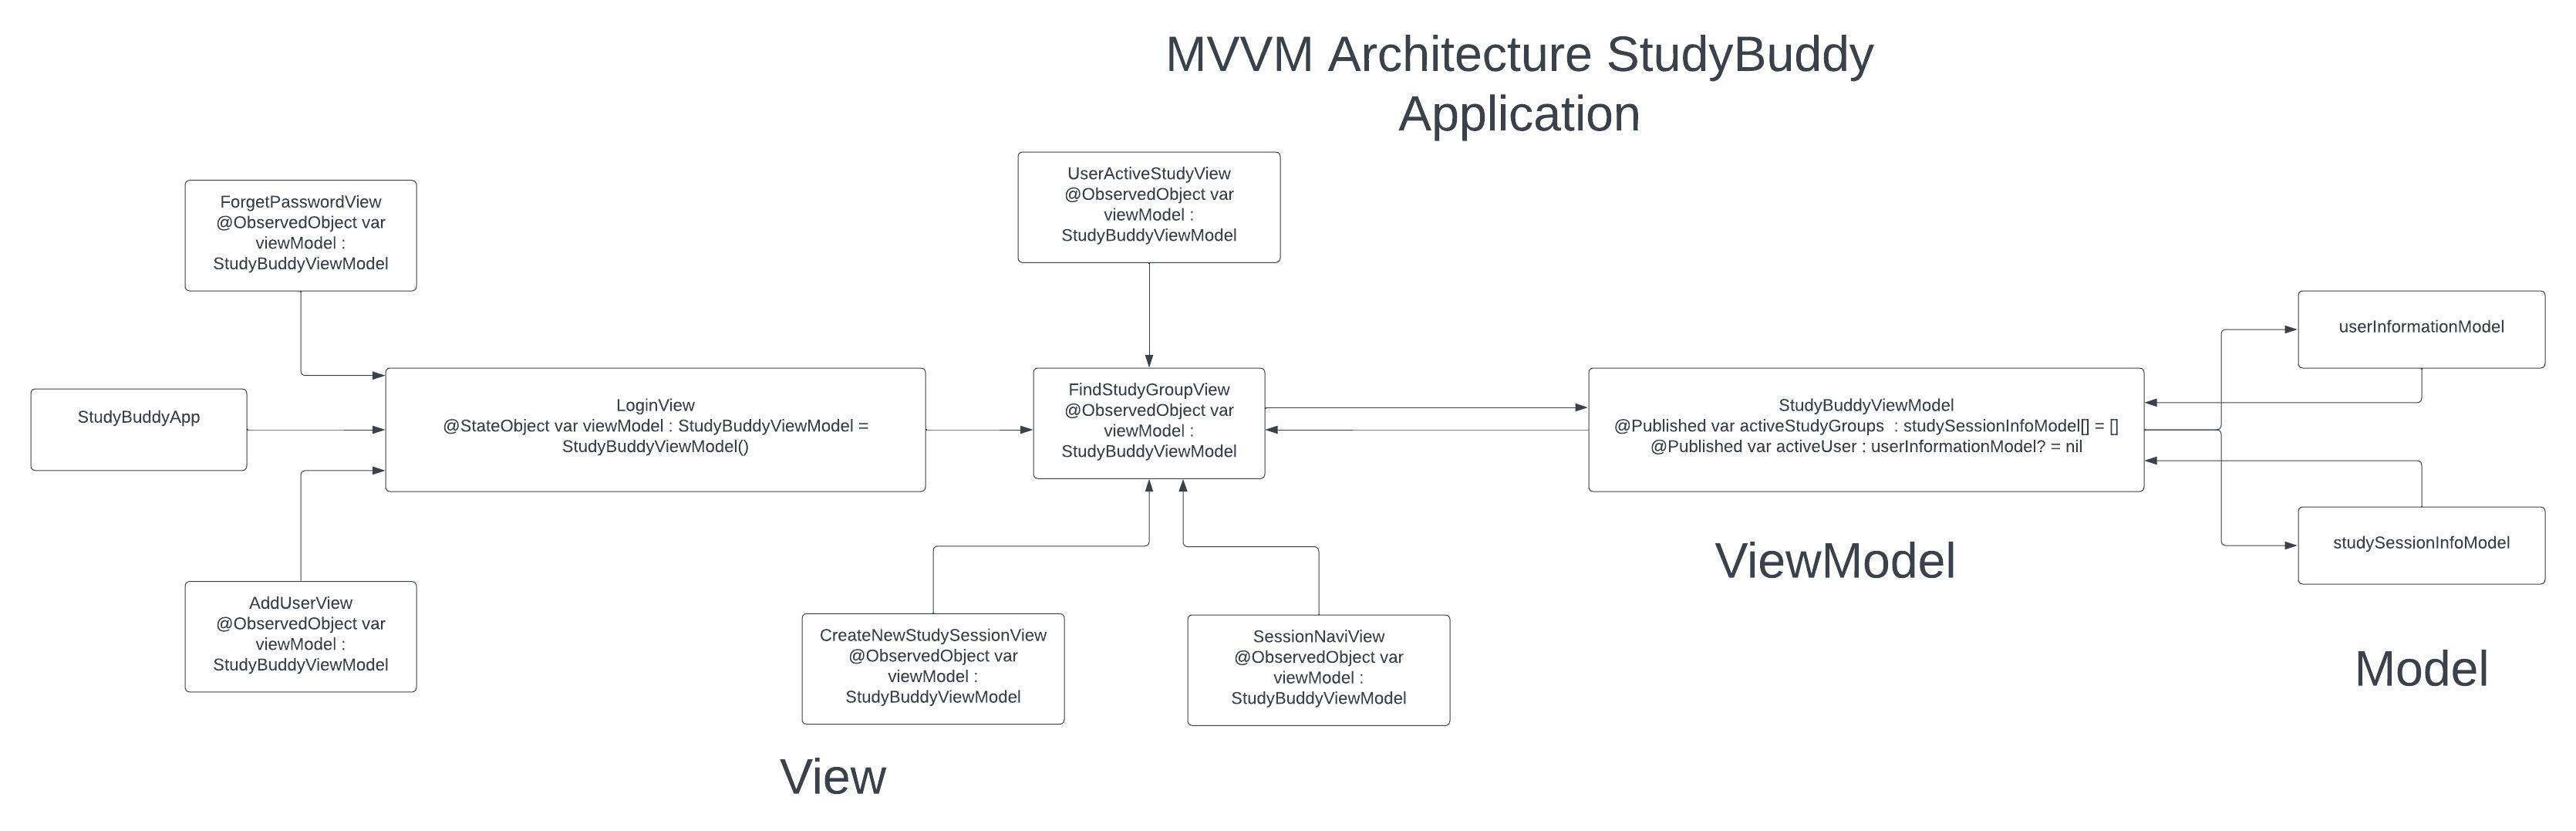 MVVM Architecture StudyBuddy
Application
UserActiveStudyView
@ObservedObject var
viewModel :
StudyBuddyViewModel
ForgetPasswordView
@ObservedObject var
viewModel :
StudyBuddyViewModel
StudyBuddyApp
LoginView
@StateObject var viewModel : StudyBuddyViewModel =
StudyBuddyViewModel()
FindStudyGroupView
@ObservedObject var
viewModel :
StudyBuddyViewModel
StudyBuddyViewModel
@Published var activeStudyGroups  : studySessionInfoModel[] = []
@Published var activeUser : userInformationModel? = nil
userInformationModel
studySessionInfoModel
AddUserView
@ObservedObject var
viewModel :
StudyBuddyViewModel
CreateNewStudySessionView
@ObservedObject var
viewModel :
StudyBuddyViewModel
SessionNaviView
@ObservedObject var
viewModel :
StudyBuddyViewModel
ViewModel
Model
View